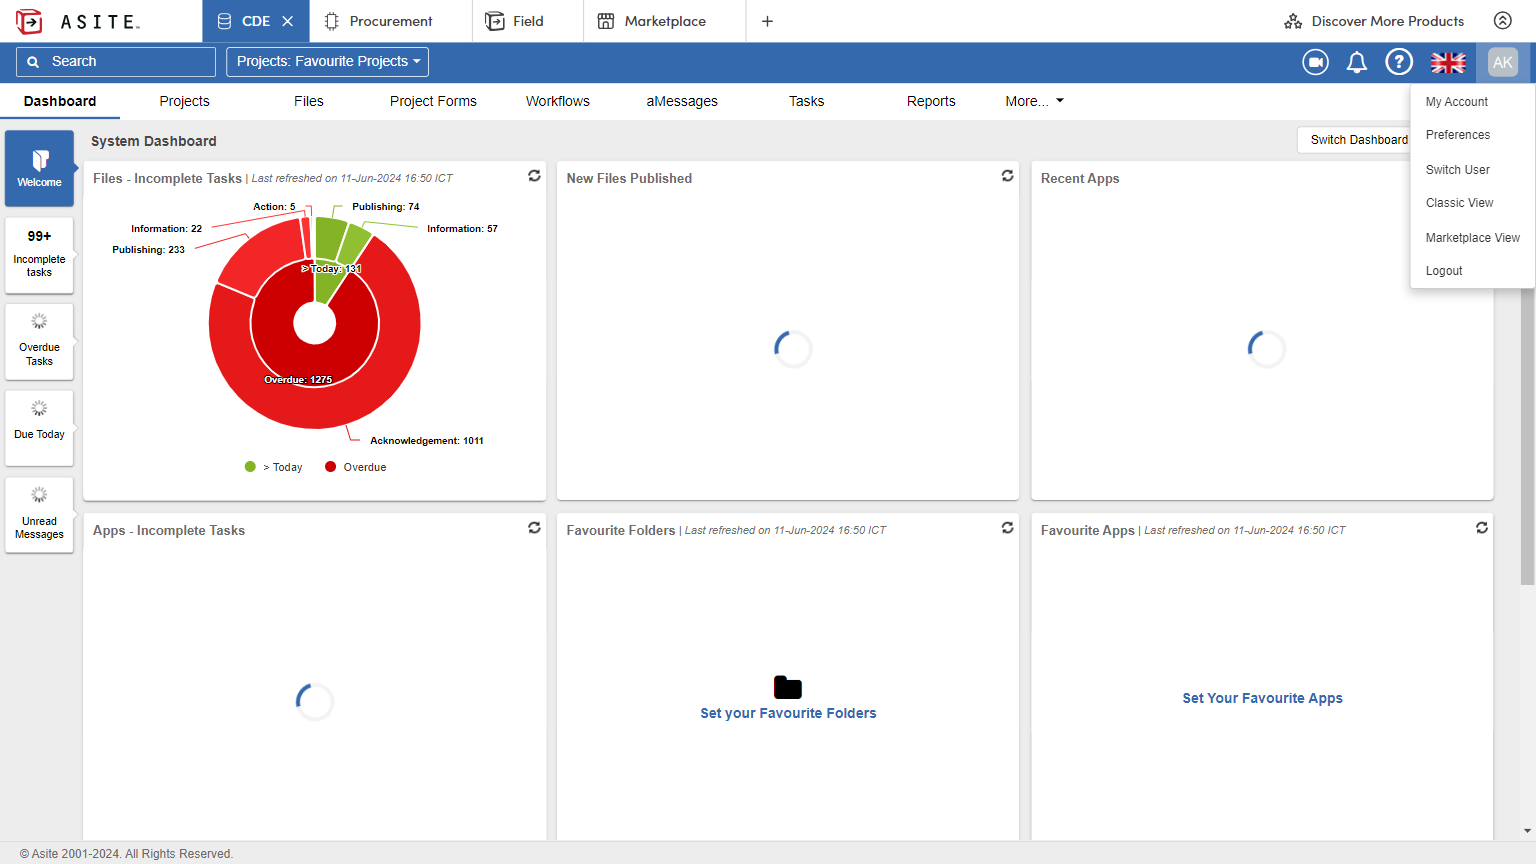 ASITE
CDE
Procurement
Field
Marketplace
Discover More Products
Search
Projects: Favourite Projects
AK
Dashboard
Projects
Files
Project Forms
Workflows
aMessages
Tasks
Reports
More...
My Account
Preferences
Switch User
Classic View
Marketplace View
Logout
System Dashboard
Switch Dashboard
Welcome
99+
Incomplete
tasks
Overdue
Tasks
Due Today
Unread
Messages
Files - Incomplete Tasks | Last refreshed on 11-Jun-2024 16:50 ICT
Action: 5
Publishing: 74
Information: 22
Information: 57
Publishing: 233
> Today: 131
Overdue: 1275
Acknowledgement: 1011
> Today
Overdue
New Files Published
Recent Apps
Apps - Incomplete Tasks
Favourite Folders | Last refreshed on 11-Jun-2024 16:50 ICT
Set your Favourite Folders
Favourite Apps | Last refreshed on 11-Jun-2024 16:50 ICT
Set Your Favourite Apps
© Asite 2001-2024. All Rights Reserved.